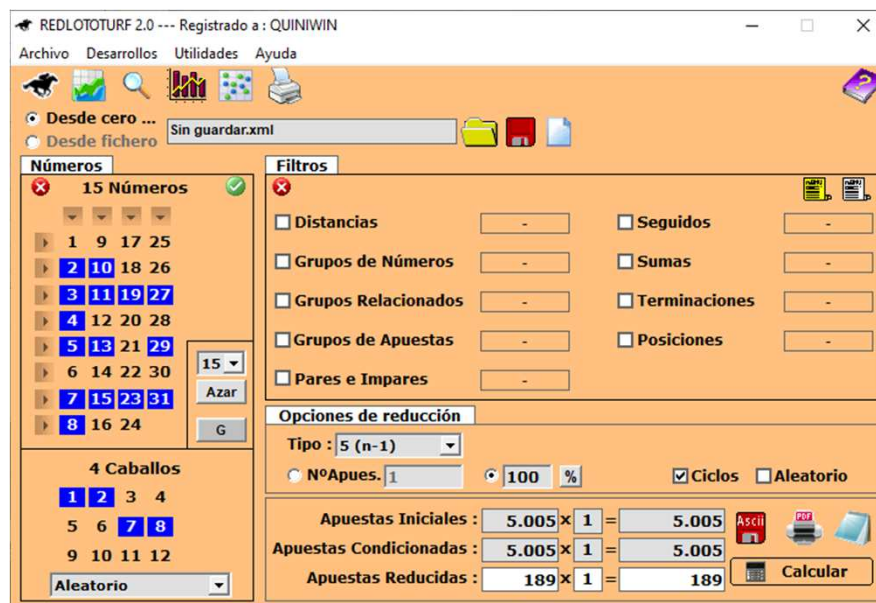 REDLOTOTURF 2.0 --- Registrado a : QUINIWIN
Archivo Desarrollos Utilidades Ayuda
Desde cero ...
Desde fichero
Sin guardar.xml
Números
15 Números
1 9 17 25
2 10 18 26
3 11 19 27
4 12 20 28
5 13 21 29
6 14 22 30
7 15 23 31
8 16 24
15
Azar
G
4 Caballos
1 2 3 4
5 6 7 8
9 10 11 12
Aleatorio
Filtros
MENU MENU
Distancias - Seguidos -
Grupos de Números - Sumas -
Grupos Relacionados - Terminaciones -
Grupos de Apuestas - Posiciones -
Pares e Impares -
Opciones de reducción
Tipo : 5 (n-1)
NºApues. 1 100 % Ciclos Aleatorio
Apuestas Iniciales : 5.005 x 1 = 5.005
Apuestas Condicionadas : 5.005 x 1 = 5.005
Apuestas Reducidas : 189 x 1 = 189
Ascii PDF
Calcular